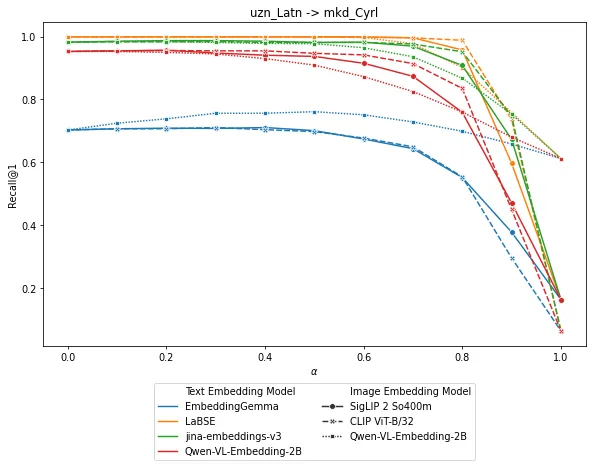 uzn_Latn -> mkd_Cyrl
Recall@1
1.0
0.8
0.6
0.4
0.2
0.0 0.2 0.4 0.6 0.8 1.0
α
Text Embedding Model
EmbeddingGemma
LaBSE
jina-embeddings-v3
Qwen-VL-Embedding-2B
Image Embedding Model
SigLIP 2 So400m
CLIP ViT-B/32
Qwen-VL-Embedding-2B